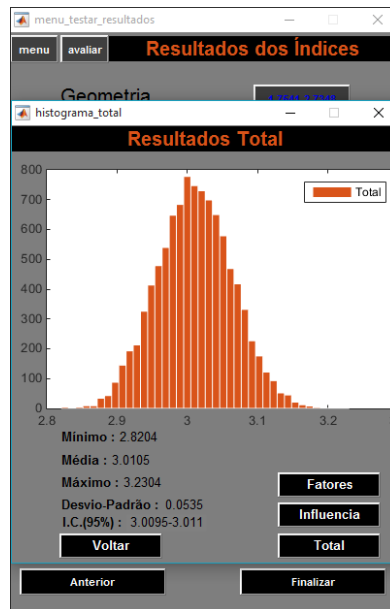 menu_testar_resultados
menu avaliar Resultados dos Índices
Geometria
histograma_total
Resultados Total
800
700
600
500
400
300
200
100
0
2.8 2.9 3 3.1 3.2
Total
Mínimo : 2.8204
Média : 3.0105
Máximo : 3.2304
Desvio-Padrão : 0.0535
I.C.(95%) : 3.0095-3.011
Fatores
Influencia
Voltar Total
Anterior Finalizar